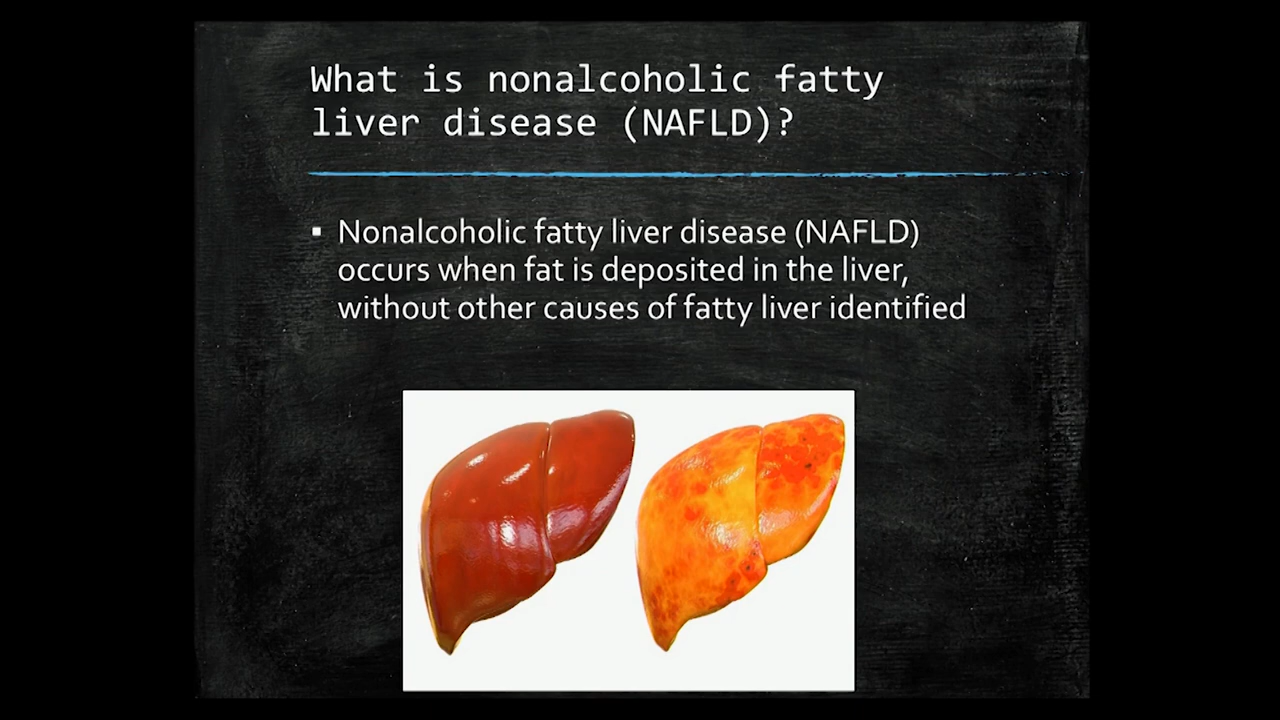 What is nonalcoholic fatty
liver disease (NAFLD)?
▪ Nonalcoholic fatty liver disease (NAFLD)
occurs when fat is deposited in the liver,
without other causes of fatty liver identified